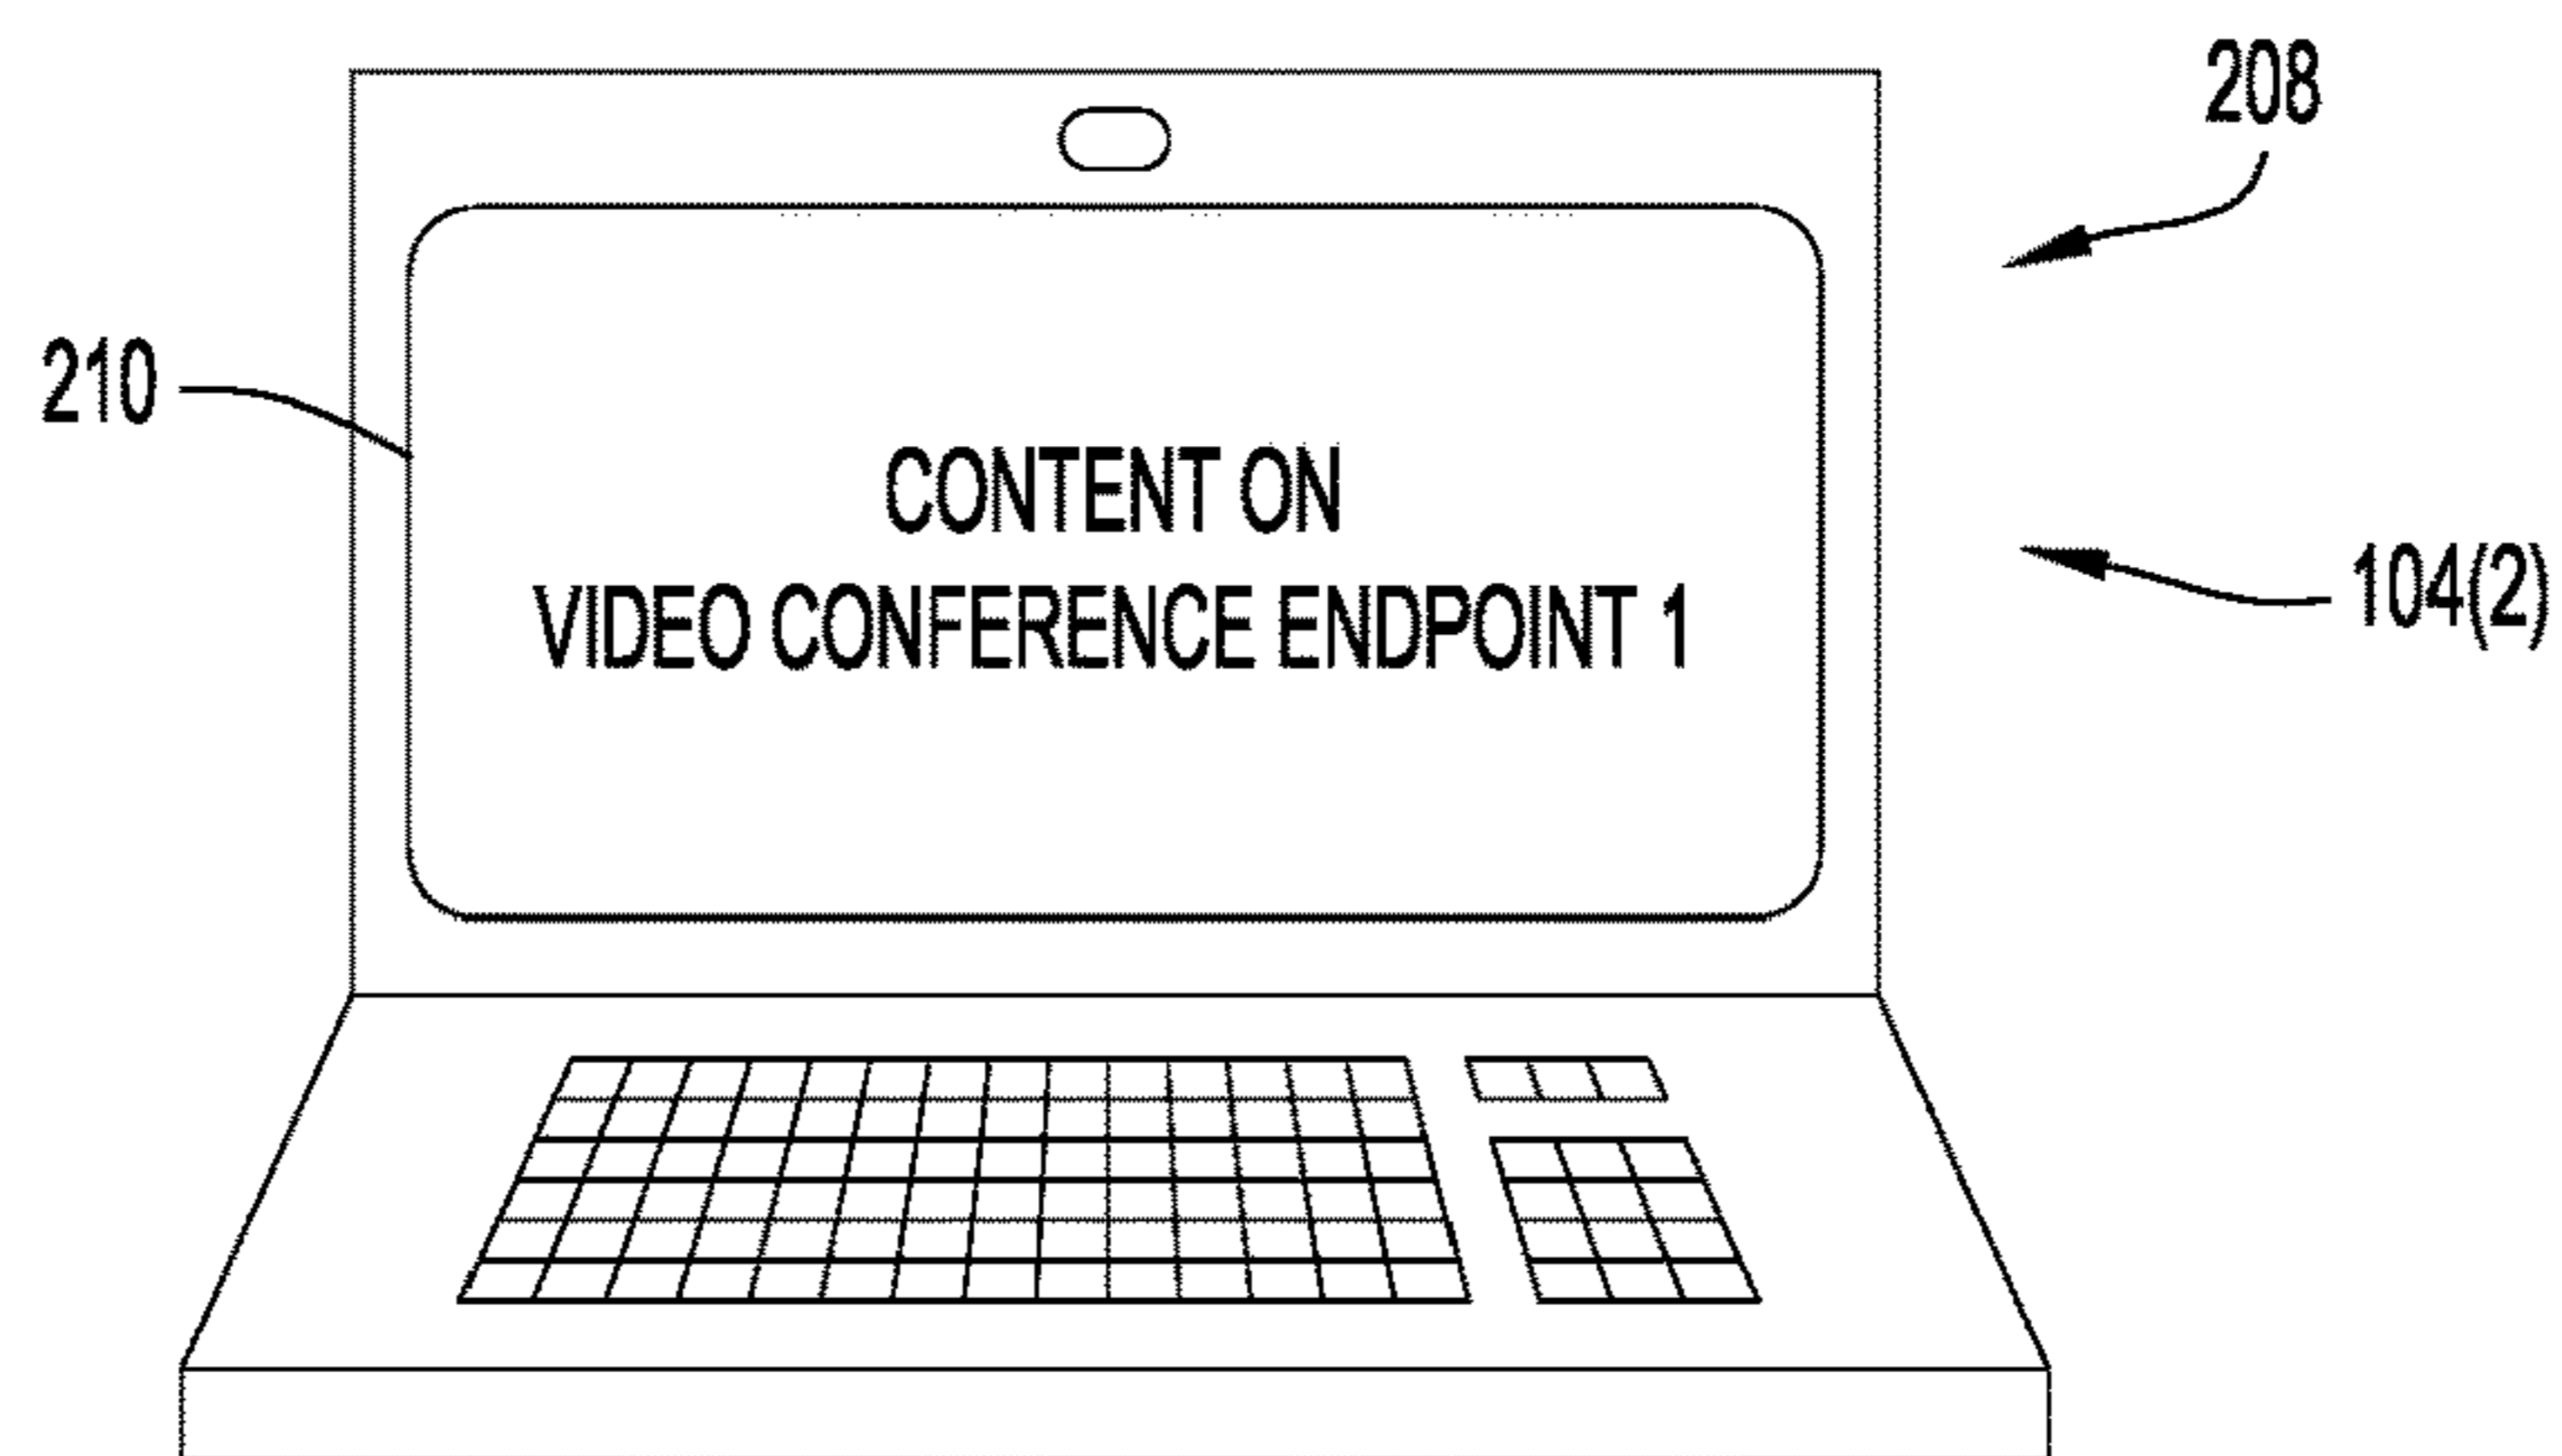 208
210
CONTENT ON
VIDEO CONFERENCE ENDPOINT 1
104(2)